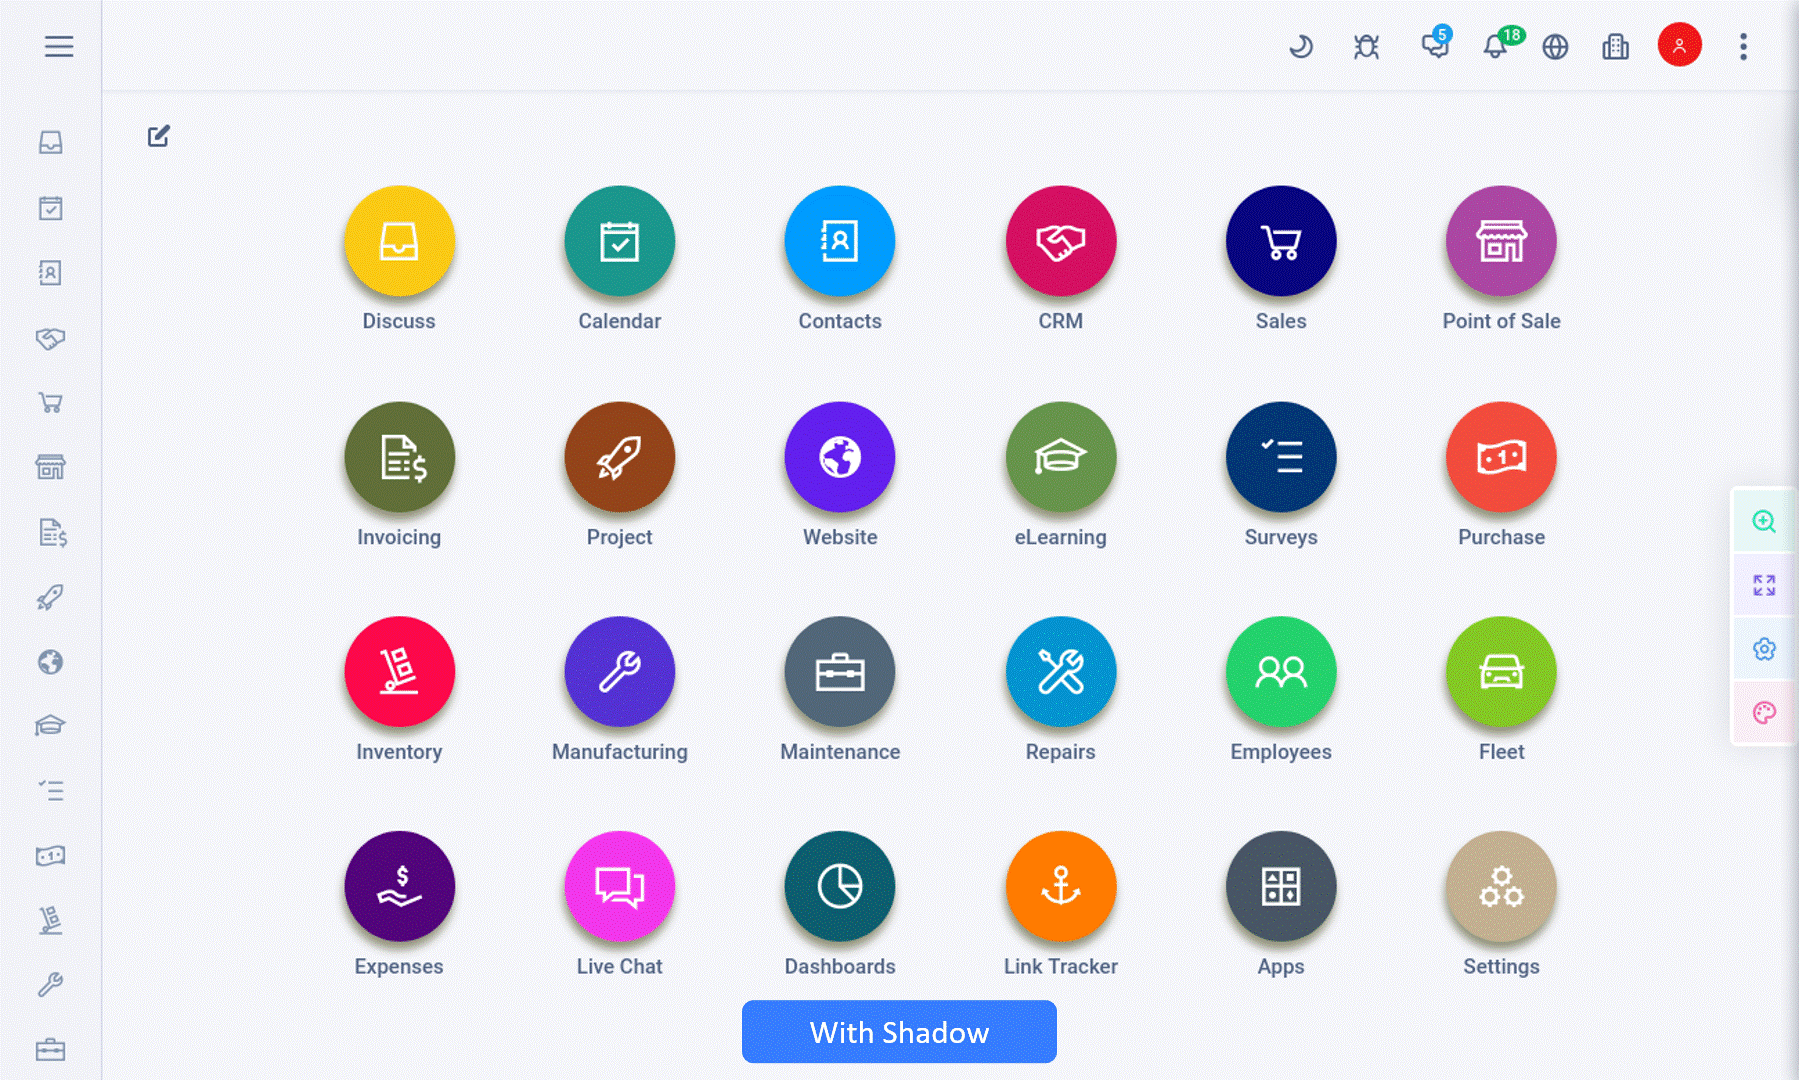 5
18
Discuss
Calendar
Contacts
CRM
Sales
Point of Sale
Invoicing
Project
Website
eLearning
Surveys
Purchase
Inventory
Manufacturing
Maintenance
Repairs
Employees
Fleet
Expenses
Live Chat
Dashboards
Link Tracker
Apps
Settings
With Shadow